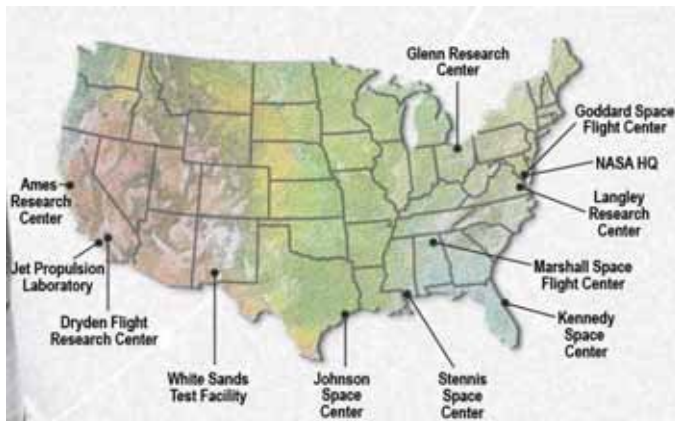 Glenn Research
Center
Goddard Space
Flight Center
NASA HQ
Ames
Research
Center
Langley
Research
Center
Jet Propulsion
Laboratory
Marshall Space
Flight Center
Dryden Flight
Research Center
Kennedy
Space
Center
White Sands
Test Facility
Johnson
Space
Center
Stennis
Space
Center